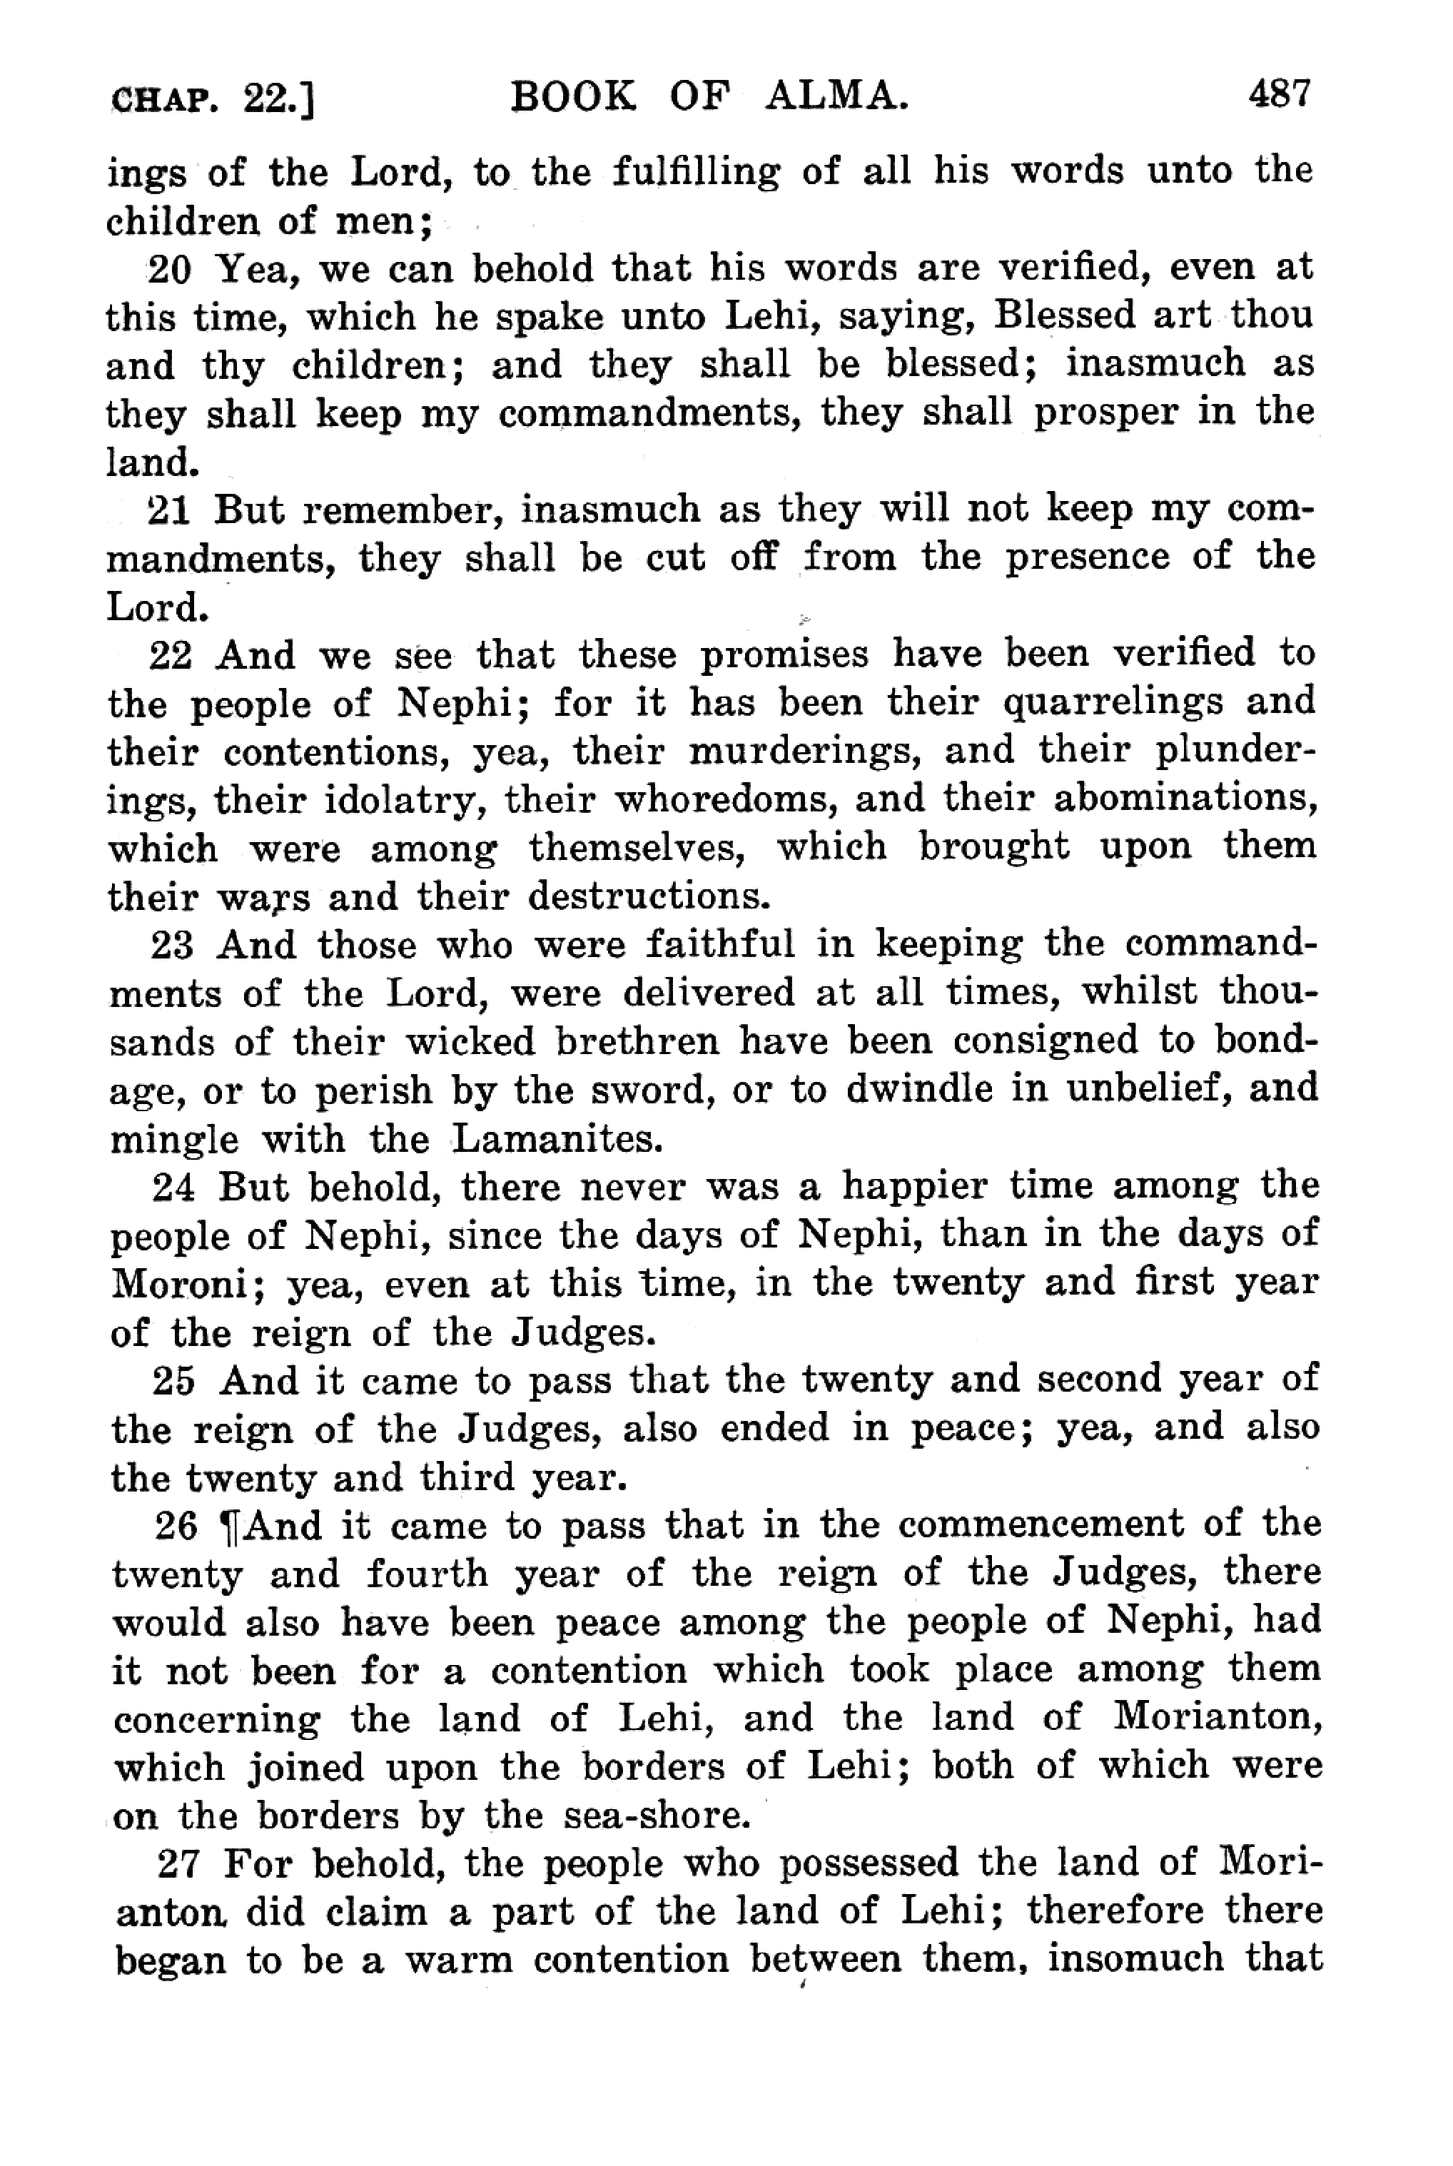 CHAP. 22.] BOOK OF ALMA. 487
ings of the Lord, to the fulfilling of all his words unto the
children of men;
20 Yea, we can behold that his words are verified, even at
this time, which he spake unto Lehi, saying, Blessed art thou
and thy children; and they shall be blessed; inasmuch as
they shall keep my commandments, they shall prosper in the
land.
21 But remember, inasmuch as they will not keep my com-
mandments, they shall be cut off from the presence of the
Lord.
22 And we see that these promises have been verified to
the people of Nephi; for it has been their quarrelings and
their contentions, yea, their murderings, and their plunder-
ings, their idolatry, their whoredoms, and their abominations,
which were among themselves, which brought upon them
their wars and their destructions.
23 And those who were faithful in keeping the command-
ments of the Lord, were delivered at all times, whilst thou-
sands of their wicked brethren have been consigned to bond-
age, or to perish by the sword, or to dwindle in unbelief, and
mingle with the Lamanites.
24 But behold, there never was a happier time among the
people of Nephi, since the days of Nephi, than in the days of
Moroni; yea, even at this time, in the twenty and first year
of the reign of the Judges.
25 And it came to pass that the twenty and second year of
the reign of the Judges, also ended in peace; yea, and also
the twenty and third year.
26 ¶And it came to pass that in the commencement of the
twenty and fourth year of the reign of the Judges, there
would also have been peace among the people of Nephi, had
it not been for a contention which took place among them
concerning the land of Lehi, and the land of Morianton,
which joined upon the borders of Lehi; both of which were
on the borders by the sea-shore.
27 For behold, the people who possessed the land of Mori-
anton did claim a part of the land of Lehi; therefore there
began to be a warm contention between them, insomuch that